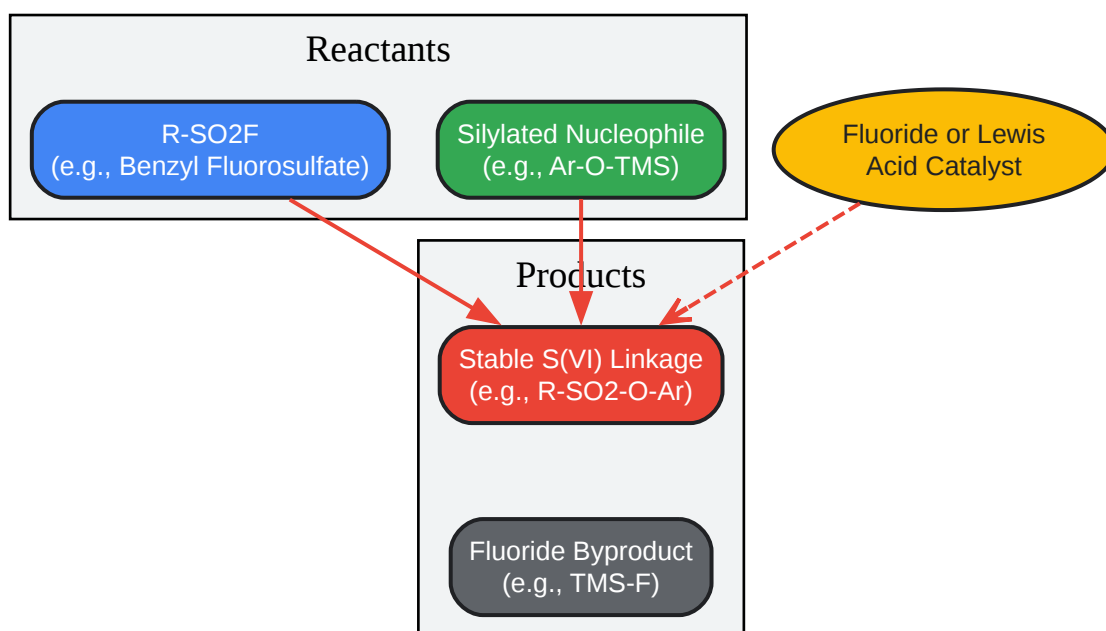 Reactants
R-SO2F
(e.g., Benzyl Fluorosulfate)
Silylated Nucleophile
(e.g., Ar-O-TMS)
Fluoride or Lewis
Acid Catalyst
Products
Stable S(VI) Linkage
(e.g., R-SO2-O-Ar)
Fluoride Byproduct
(e.g., TMS-F)